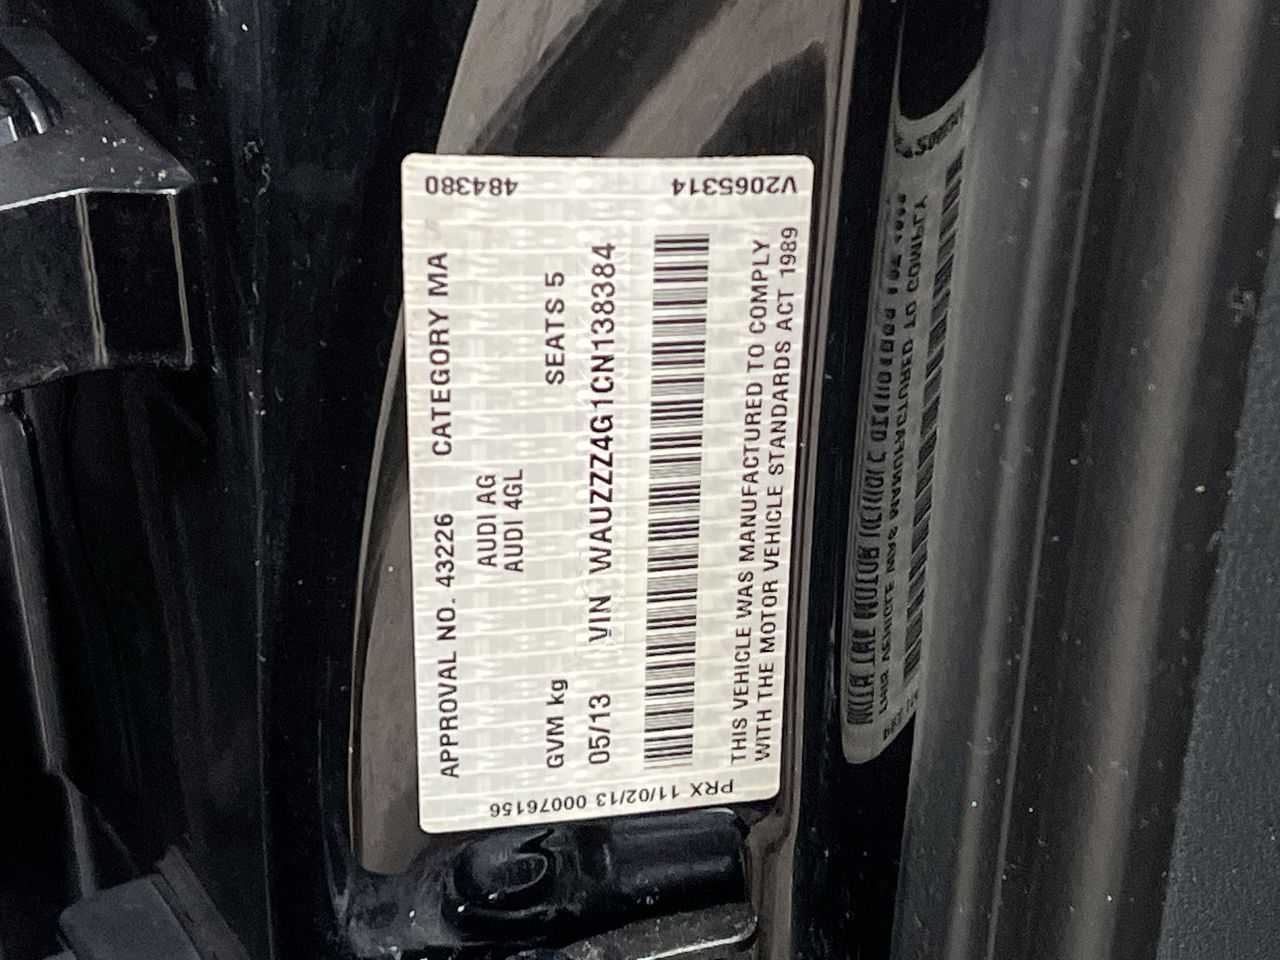 484380
V2065314
APPROVAL NO. 43226 CATEGORY MA
AUDI AG
AUDI 4GL
GVM kg SEATS 5
05/13 VIN WAUZZZ4G1CN138384
THIS VEHICLE WAS MANUFACTURED TO COMPLY
WITH THE MOTOR VEHICLE STANDARDS ACT 1989
PRX 11/02/13 00076156